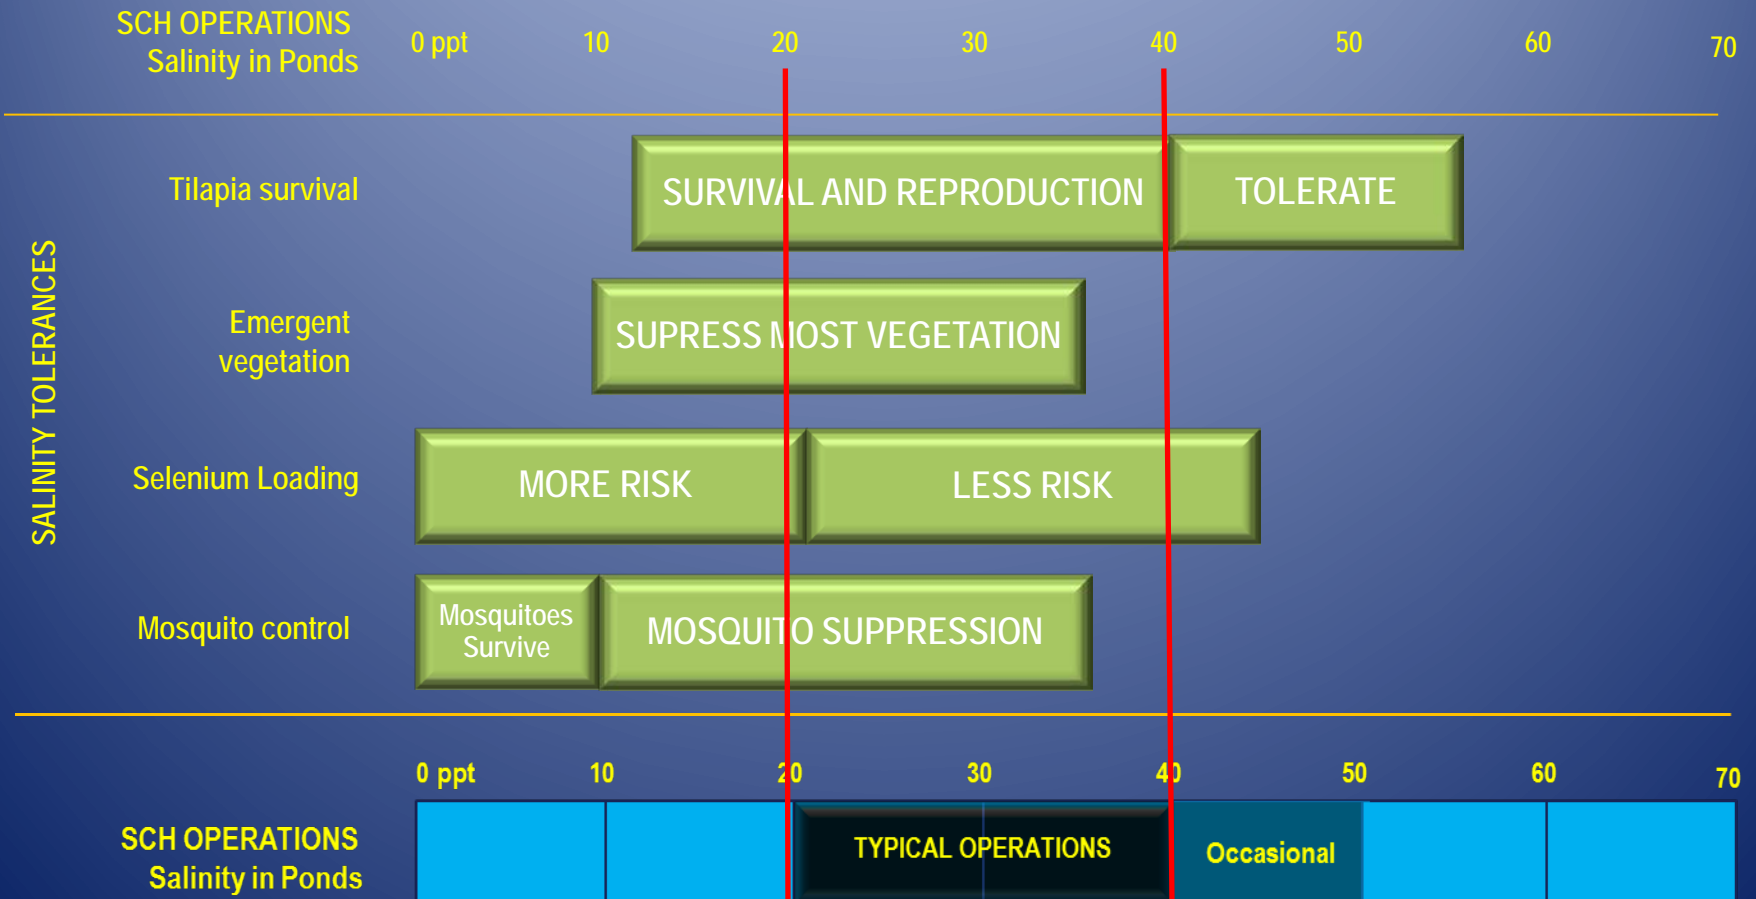 SCH OPERATIONS
Salinity in Ponds
0 ppt 10 20 30 40 50 60 70
SALINITY TOLERANCES
Tilapia survival
SURVIVAL AND REPRODUCTION
TOLERATE
Emergent
vegetation
SUPRESS MOST VEGETATION
Selenium Loading
MORE RISK
LESS RISK
Mosquito control
Mosquitoes
Survive
MOSQUITO SUPPRESSION
0 ppt 10 20 30 40 50 60 70
SCH OPERATIONS
Salinity in Ponds
TYPICAL OPERATIONS
Occasional